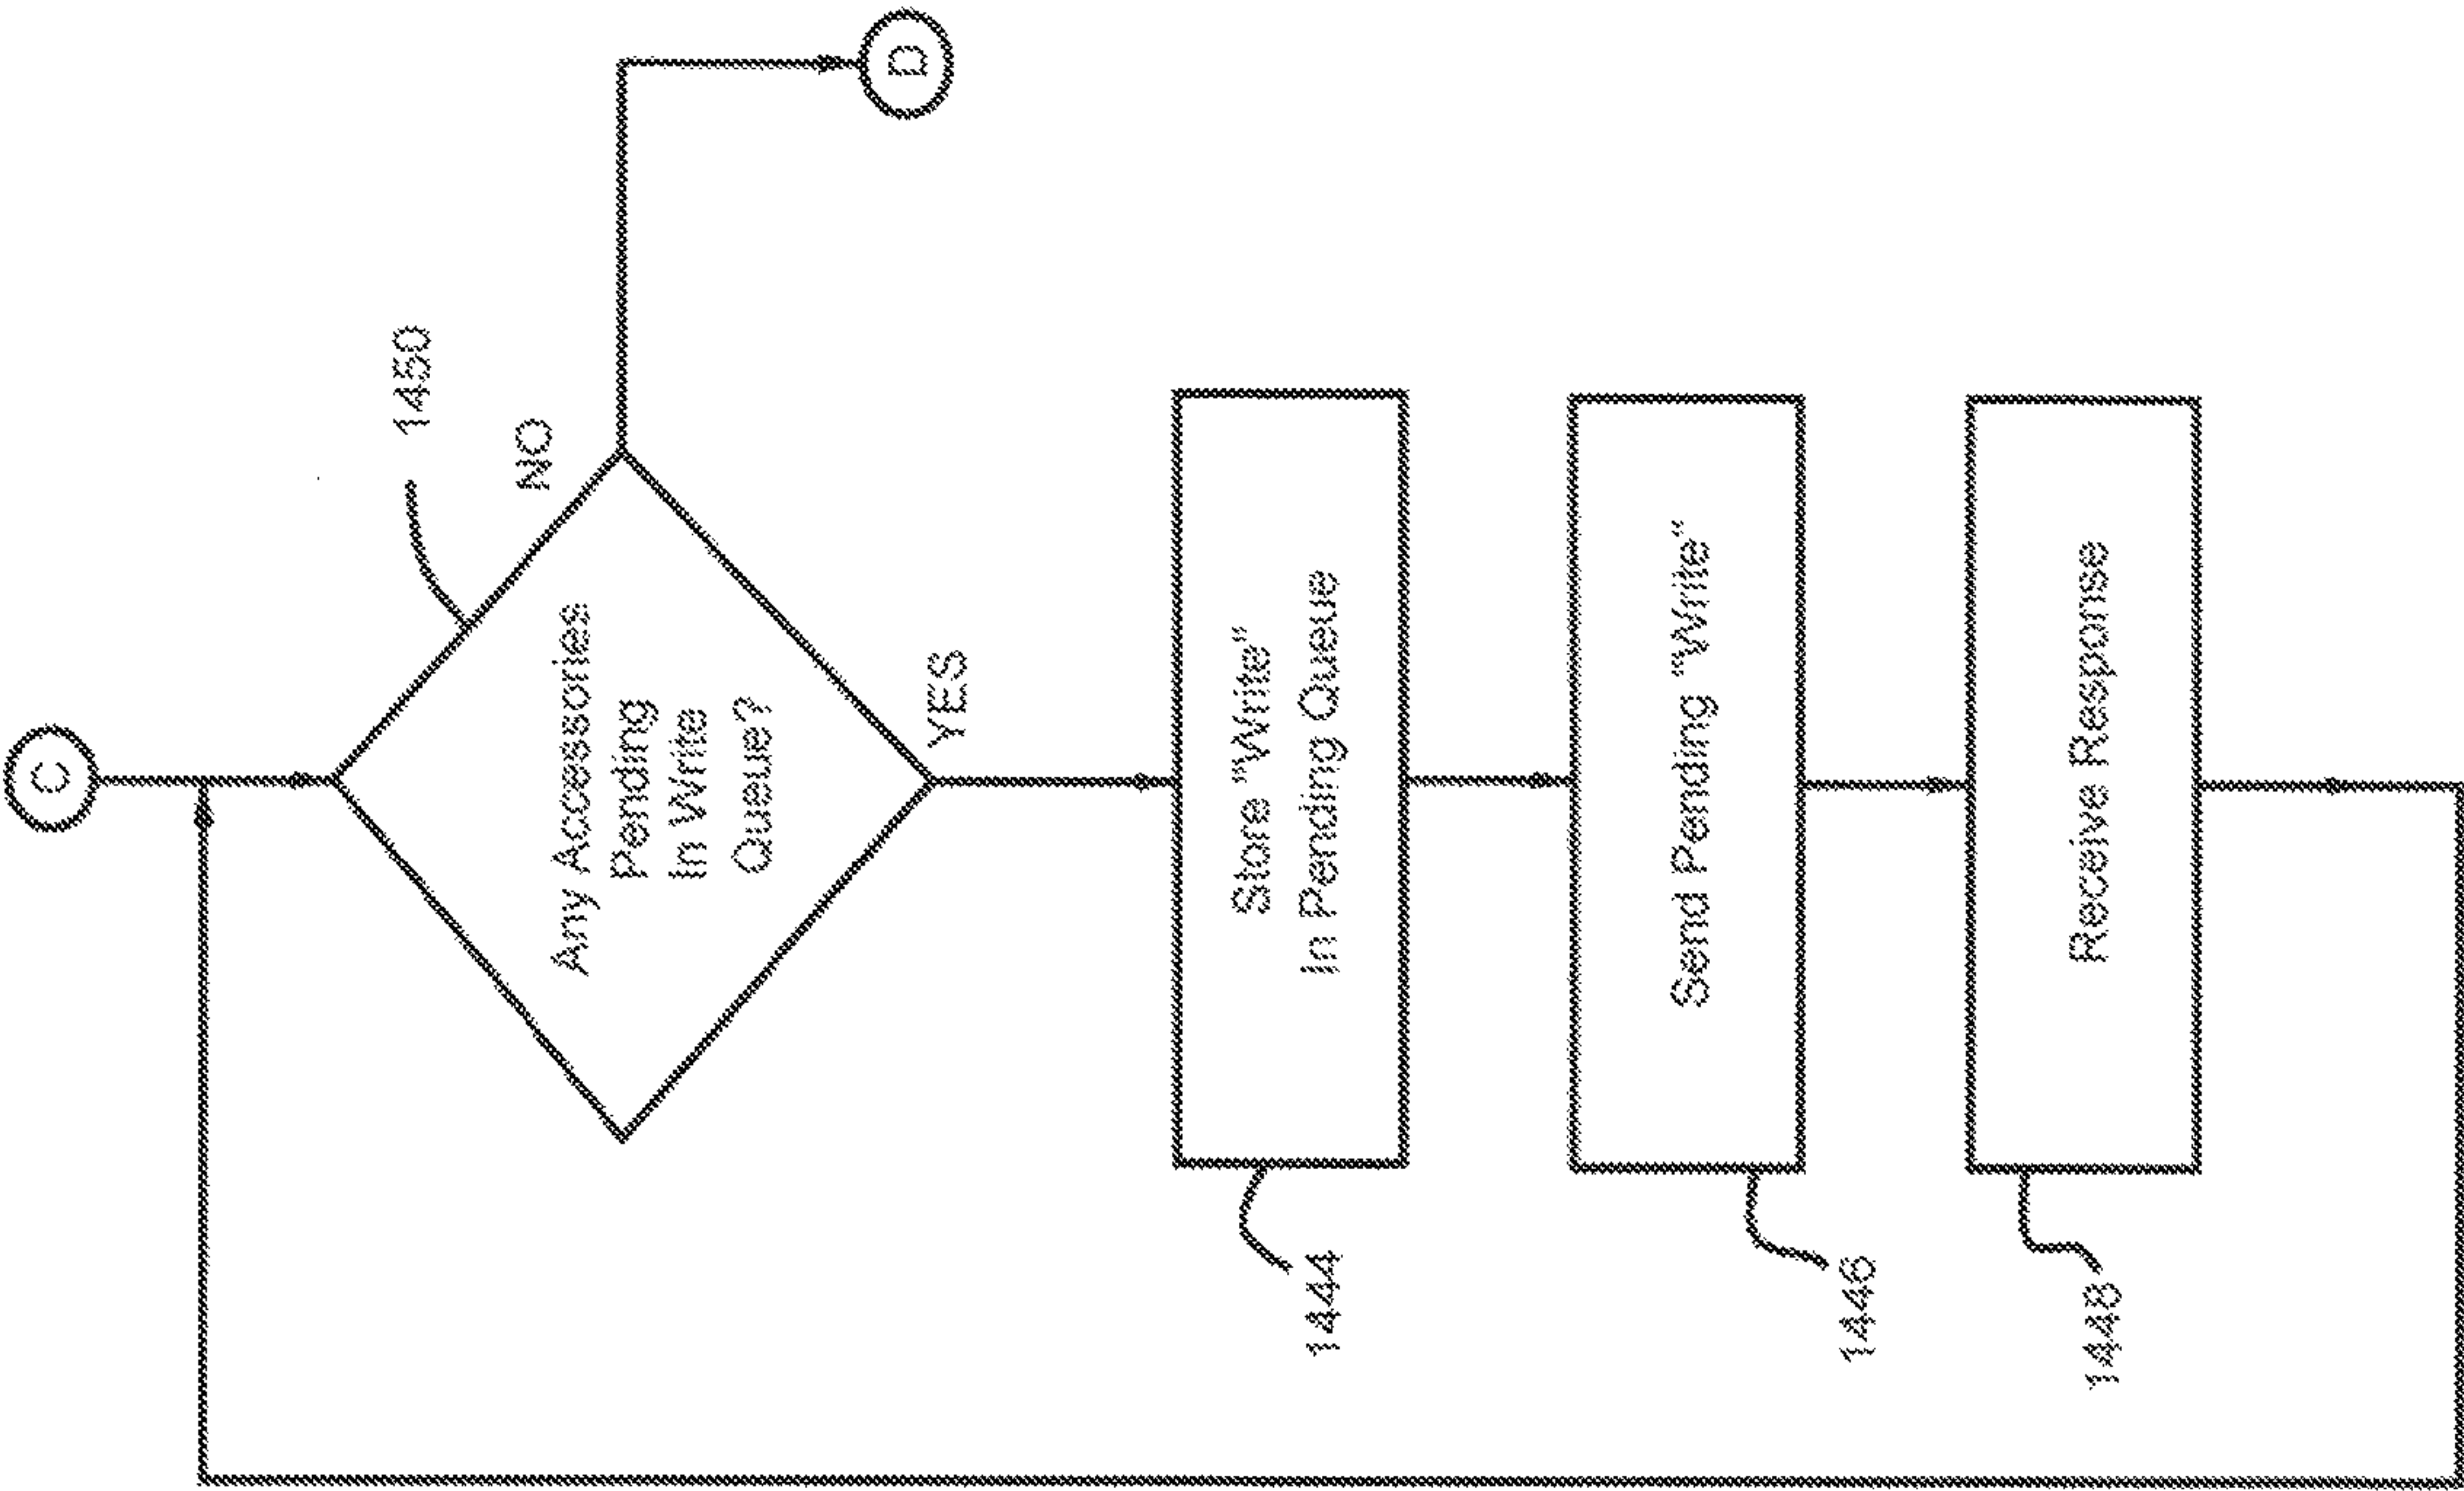 C
1450
Any Accessories
Pending
In Write
Queue?
NO
D
YES
Store "Write"
In Pending Queue
1444
Send Pending "Write"
1446
Receive Response
1448